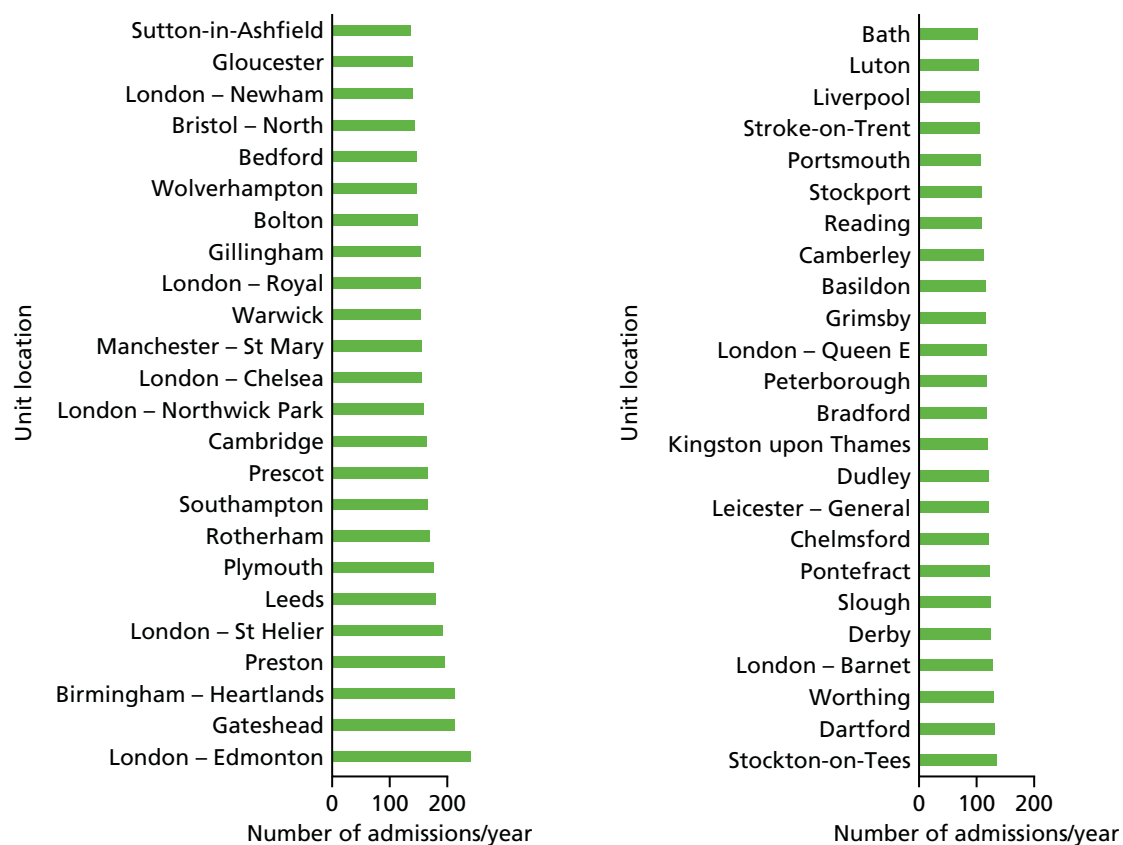 Sutton-in-Ashfield
Gloucester
London – Newham
Bristol – North
Bedford
Wolverhampton
Bolton
Gillingham
London – Royal
Warwick
Manchester – St Mary
London – Chelsea
London – Northwick Park
Cambridge
Prescot
Southampton
Rotherham
Plymouth
Leeds
London – St Helier
Preston
Birmingham – Heartlands
Gateshead
London – Edmonton
Unit location
0 100 200
Number of admissions/year
Bath
Luton
Liverpool
Stroke-on-Trent
Portsmouth
Stockport
Reading
Camberley
Basildon
Grimsby
London – Queen E
Peterborough
Bradford
Kingston upon Thames
Dudley
Leicester – General
Chelmsford
Pontefract
Slough
Derby
London – Barnet
Worthing
Dartford
Stockton-on-Tees
Unit location
0 100 200
Number of admissions/year